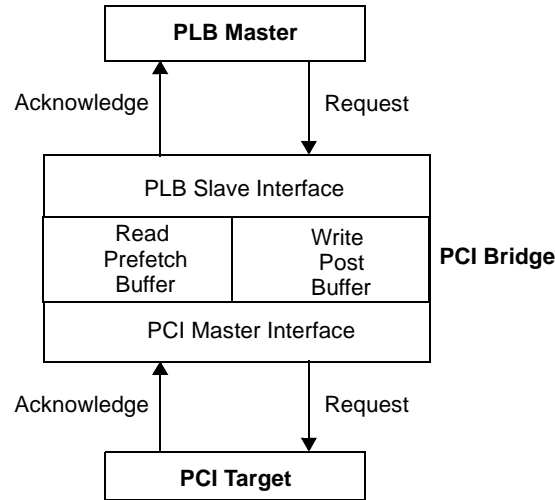 PLB Master
Acknowledge
Request
PLB Slave Interface
Read
Prefetch
Buffer
Write
Post
Buffer
PCI Bridge
PCI Master Interface
Acknowledge
Request
PCI Target